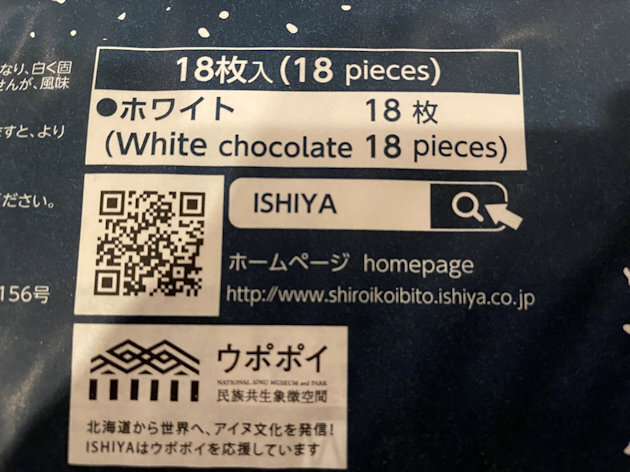 なり、白く固
せんが、風味
すと、より
ださい。
156号
18枚入(18 pieces)
●ホワイト 18 枚
(White chocolate 18 pieces)
ISHIYA
ホームページ homepage
http://www.shiroikoibito.ishiya.co.jp
ウポポイ
NATIONAL AINU MUSEUM and PARK
民族共生象徴空間
北海道から世界へ、アイヌ文化を発信!
ISHIYAはウポポイを応援しています